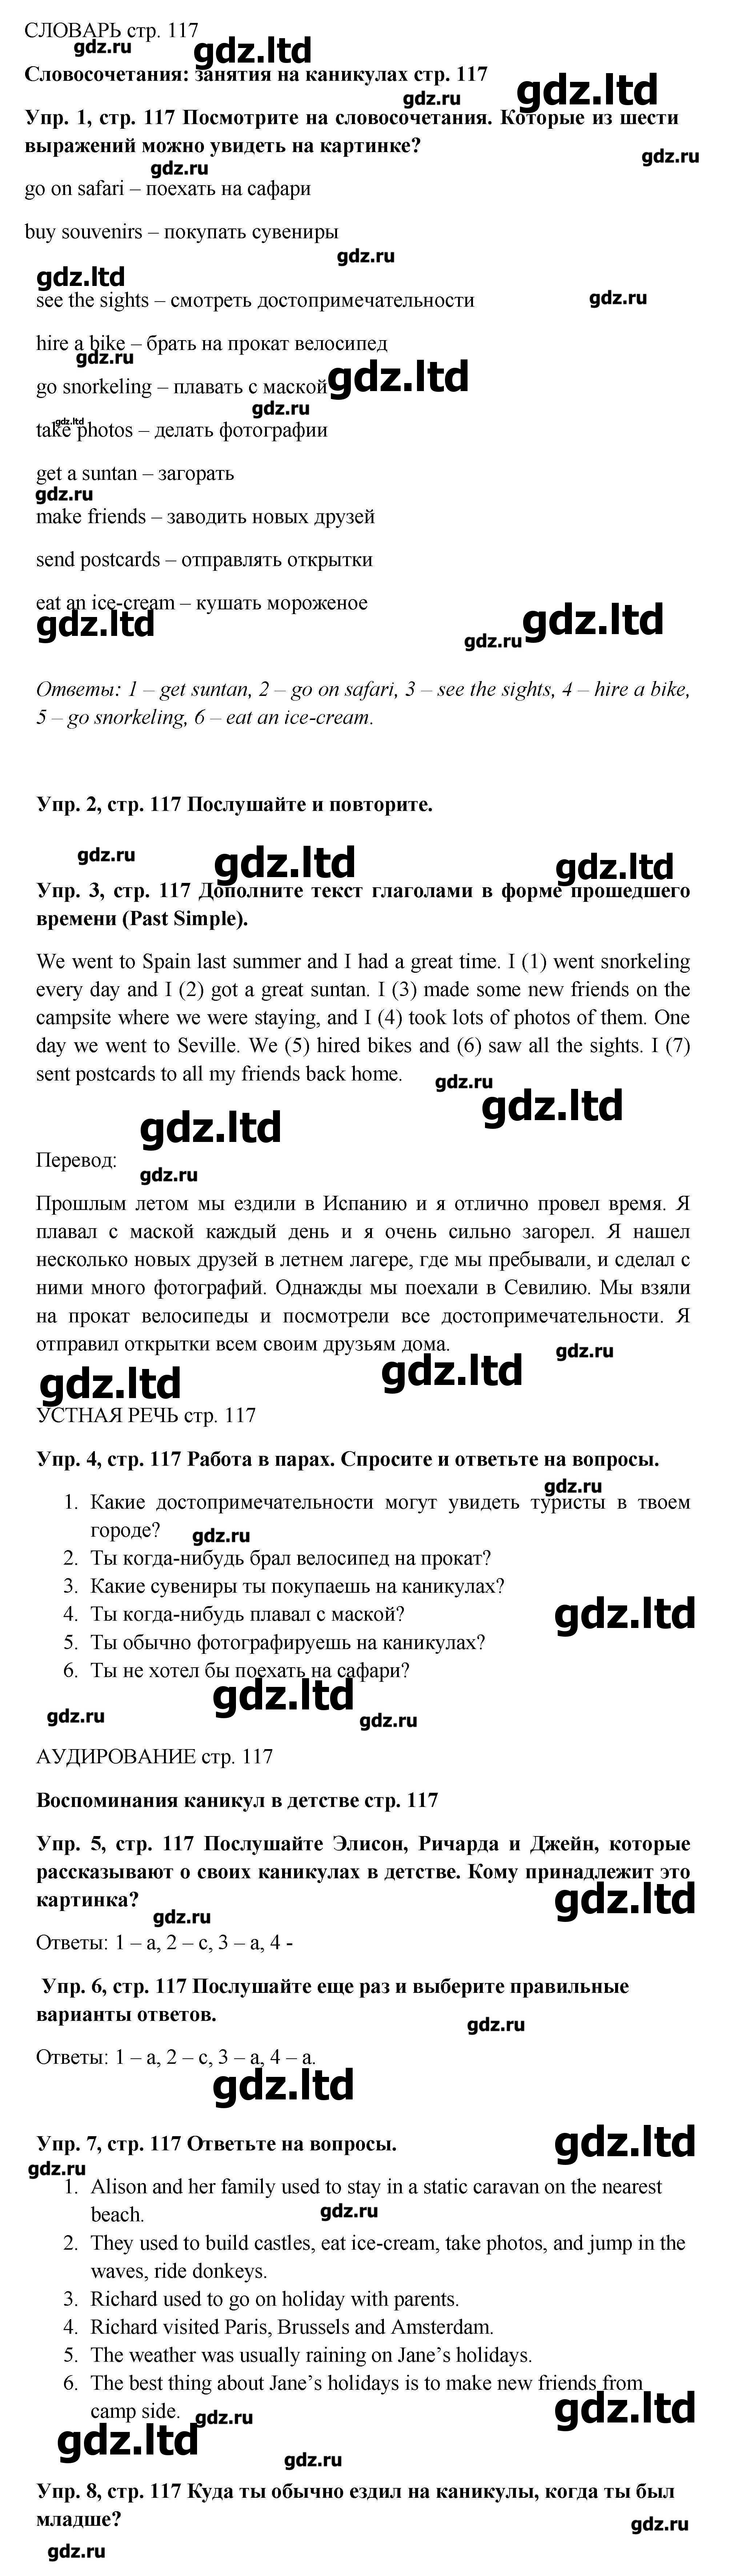 СЛОВАРЬ стр. 117
gdz.ru
gdz.ltd
Словосочетания: занятия на каникулах стр. 117
gdz.ltd
gdz.ru
Упр. 1, стр. 117 Посмотрите на словосочетания. Которые из шести
выражений можно увидеть на картинке?
gdz.ru
gdz.ru
go on safari – поехать на сафари
buy souvenirs – покупать сувениры
gdz.ru
gdz.ltd
gdz.ru
see the sights – смотреть достопримечательности
hire a bike – брать на прокат велосипед
gdz.ru
go snorkeling – плавать с маской
gdz.ltd
gdz.ru
gdz.ltd
take photos – делать фотографии
get a suntan – загорать
gdz.ru
make friends – заводить новых друзей
send postcards – отправлять открытки
eat an ice-cream – кушать мороженое
gdz.ltd
gdz.ltd
gdz.ru
Ответы: 1 – get suntan, 2 – go on safari, 3 – see the sights, 4 – hire a bike,
5 – go snorkeling, 6 – eat an ice-cream.
Упр. 2, стр. 117 Послушайте и повторите.
gdz.ru
gdz.ltd
gdz.ltd
Упр. 3, стр. 117 Дополните текст глаголами в форме прошедшего
времени (Past Simple).
We went to Spain last summer and I had a great time. I (1) went snorkeling
every day and I (2) got a great suntan. I (3) made some new friends on the
campsite where we were staying, and I (4) took lots of photos of them. One
day we went to Seville. We (5) hired bikes and (6) saw all the sights. I (7)
sent postcards to all my friends back home.
gdz.ru
gdz.ltd
gdz.ltd
Перевод:
gdz.ru
Прошлым летом мы ездили в Испанию и я отлично провел время. Я
плавал с маской каждый день и я очень сильно загорел. Я нашел
несколько новых друзей в летнем лагере, где мы пребывали, и сделал с
ними много фотографий. Однажды мы поехали в Севилию. Мы взяли
на прокат велосипеды и посмотрели все достопримечательности. Я
отправил открытки всем своим друзьям дома.
gdz.ru
gdz.ltd
gdz.ltd
УСТНАЯ РЕЧЬ стр. 117
Упр. 4, стр. 117 Работа в парах. Спросите и ответьте на вопросы.
gdz.ru
1. Какие достопримечательности могут увидеть туристы в твоем
городе?
gdz.ru
2. Ты когда-нибудь брал велосипед на прокат?
3. Какие сувениры ты покупаешь на каникулах?
4. Ты когда-нибудь плавал с маской?
gdz.ltd
5. Ты обычно фотографируешь на каникулах?
6. Ты не хотел бы поехать на сафари?
gdz.ltd
gdz.ru
gdz.ru
АУДИРОВАНИЕ стр. 117
Воспоминания каникул в детстве стр. 117
Упр. 5, стр. 117 Послушайте Элисон, Ричарда и Джейн, которые
рассказывают о своих каникулах в детстве. Кому принадлежит это
картинка?
gdz.ltd
gdz.ru
Ответы: 1 – a, 2 – c, 3 – a, 4 -
Упр. 6, стр. 117 Послушайте еще раз и выберите правильные
варианты ответов.
gdz.ru
Ответы: 1 – a, 2 – c, 3 – a, 4 – a.
gdz.ltd
Упр. 7, стр. 117 Ответьте на вопросы.
gdz.ltd
gdz.ru
1. Alison and her family used to stay in a static caravan on the nearest
beach.
gdz.ru
2. They used to build castles, eat ice-cream, take photos, and jump in the
waves, ride donkeys.
3. Richard used to go on holiday with parents.
4. Richard visited Paris, Brussels and Amsterdam.
5. The weather was usually raining on Jane’s holidays.
6. The best thing about Jane’s holidays is to make new friends from
camp side.
gdz.ltd
gdz.ru
gdz.ltd
gdz.ru
Упр. 8, стр. 117 Куда ты обычно ездил на каникулы, когда ты был
младше?
gdz.ru
gdz.ru